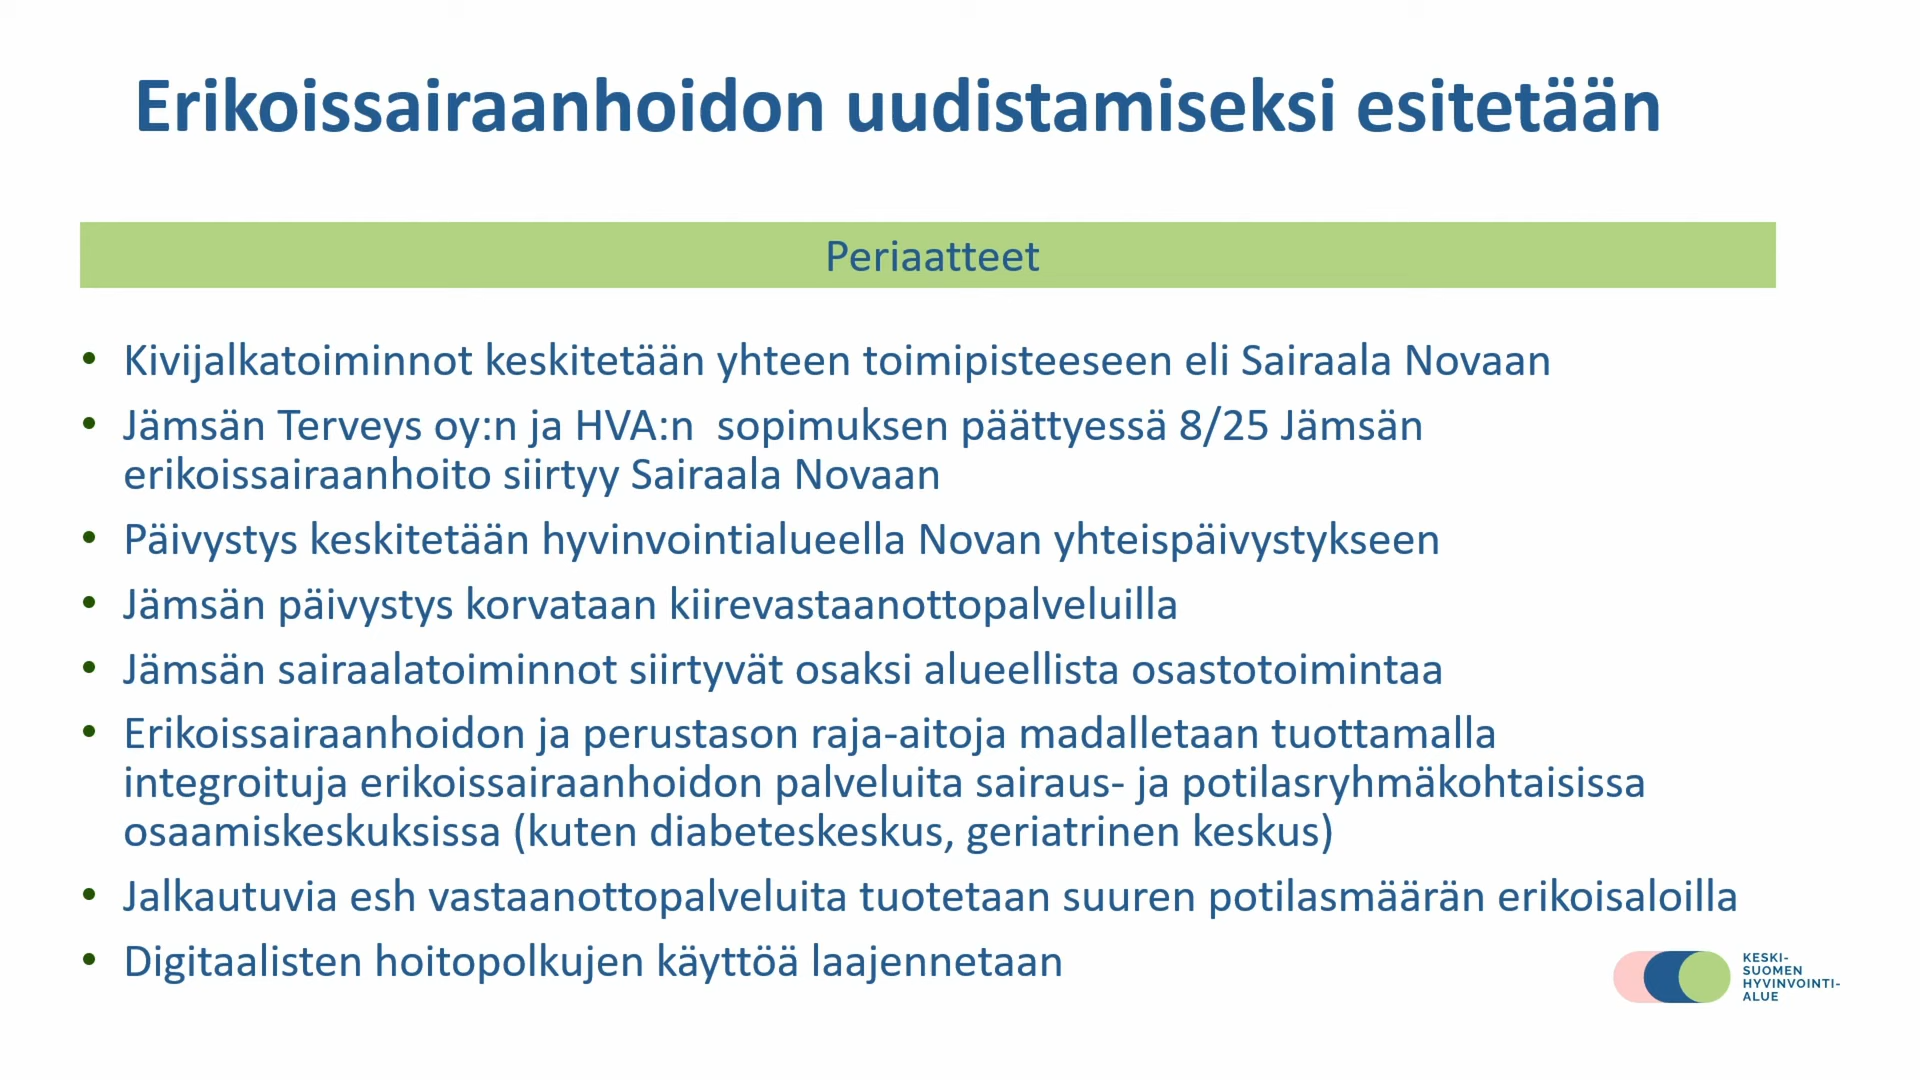 Erikoissairaanhoidon uudistamiseksi esitetään
Periaatteet
• Kivijalkatoiminnot keskitetään yhteen toimipisteeseen eli Sairaala Novaan
• Jämsän Terveys oy:n ja HVA:n  sopimuksen päättyessä 8/25 Jämsän
erikoissairaanhoito siirtyy Sairaala Novaan
• Päivystys keskitetään hyvinvointialueella Novan yhteispäivystykseen
• Jämsän päivystys korvataan kiirevastaanottopalveluilla
• Jämsän sairaalatoiminnot siirtyvät osaksi alueellista osastotoimintaa
• Erikoissairaanhoidon ja perustason raja-aitoja madalletaan tuottamalla
integroituja erikoissairaanhoidon palveluita sairaus- ja potilasryhmäkohtaisissa
osaamiskeskuksissa (kuten diabeteskeskus, geriatrinen keskus)
• Jalkautuvia esh vastaanottopalveluita tuotetaan suuren potilasmäärän erikoisaloilla
• Digitaalisten hoitopolkujen käyttöä laajennetaan
KESKI-
SUOMEN
HYVINVOINTI-
ALUE